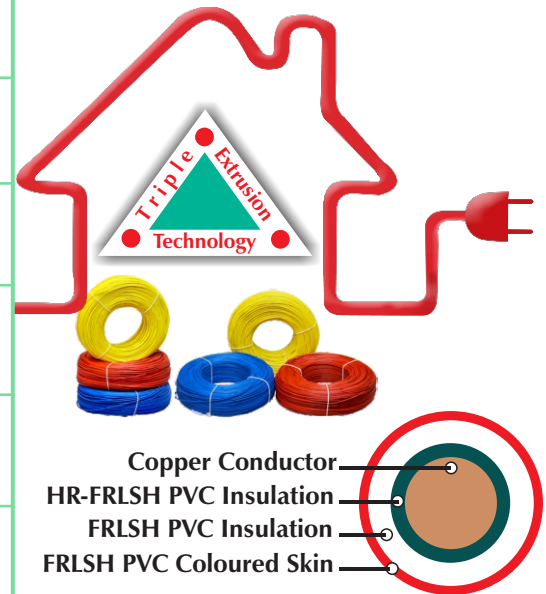 Triple
Extrusion
Technology
Copper Conductor
HR-FRLSH PVC Insulation
FRLSH PVC Insulation
FRLSH PVC Coloured Skin